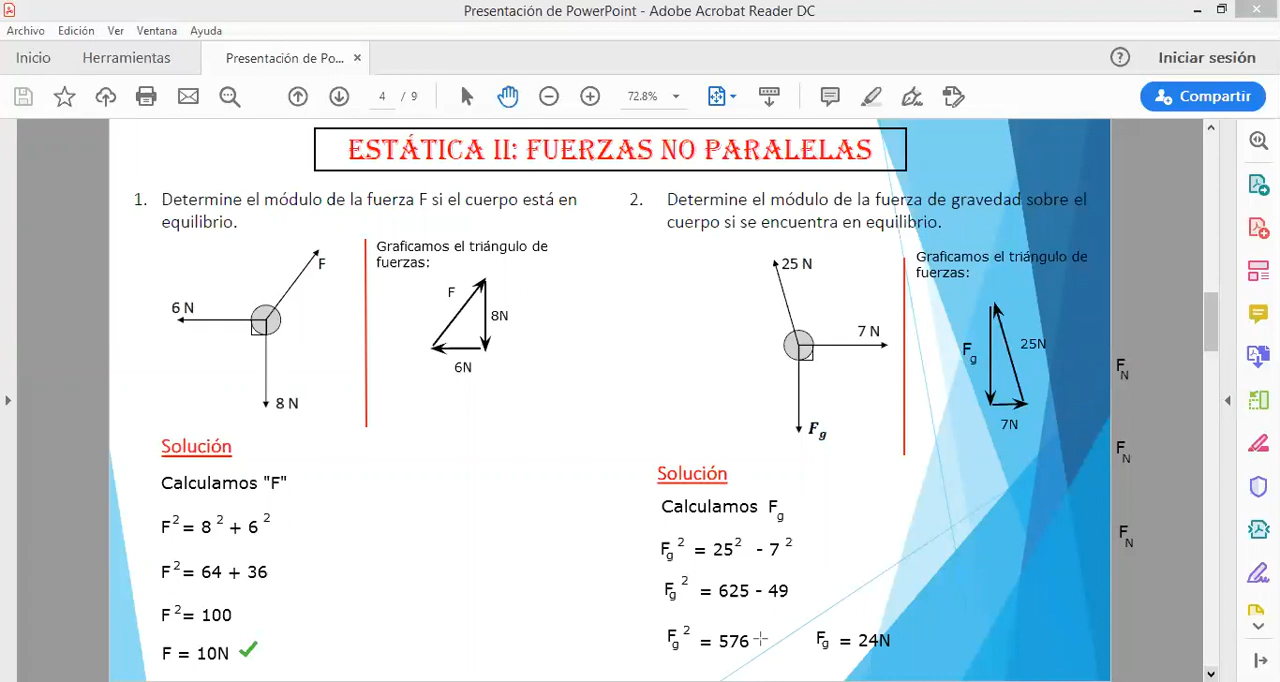 Presentación de PowerPoint - Adobe Acrobat Reader DC
Archivo Edición Ver Ventana Ayuda
Inicio Herramientas Presentación de Po... × Iniciar sesión
4 / 9 72.8% Compartir
ESTÁTICA II: FUERZAS NO PARALELAS
1. Determine el módulo de la fuerza F si el cuerpo está en
equilibrio.
Graficamos el triángulo de
fuerzas:
F
6 N
8 N
F
8N
6N
Solución
Calculamos "F"
F² = 8² + 6²
F² = 64 + 36
F² = 100
F = 10N
2. Determine el módulo de la fuerza de gravedad sobre el
cuerpo si se encuentra en equilibrio.
Graficamos el triángulo de
fuerzas:
25 N
7 N
Fg
Fg
25N
7N
Solución
Calculamos Fg
Fg² = 25² - 7²
Fg² = 625 - 49
Fg² = 576 Fg = 24N
FN
FN
FN